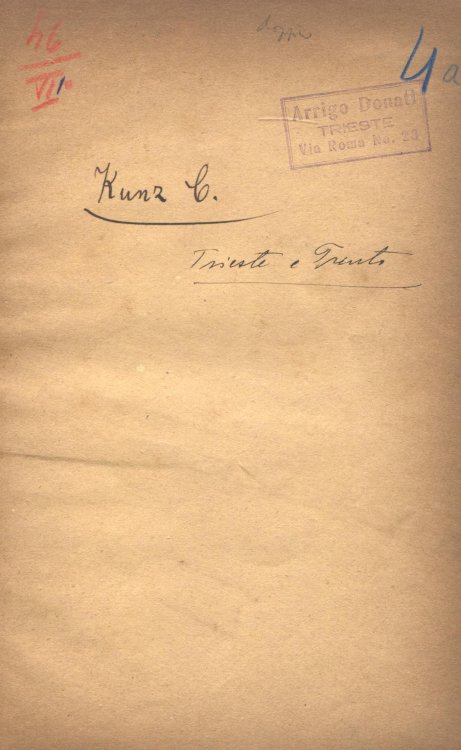 46
VII
4a
Arrigo Donati
TRIESTE
Via Roma No. 23
Kunz C.
Trieste e Trento